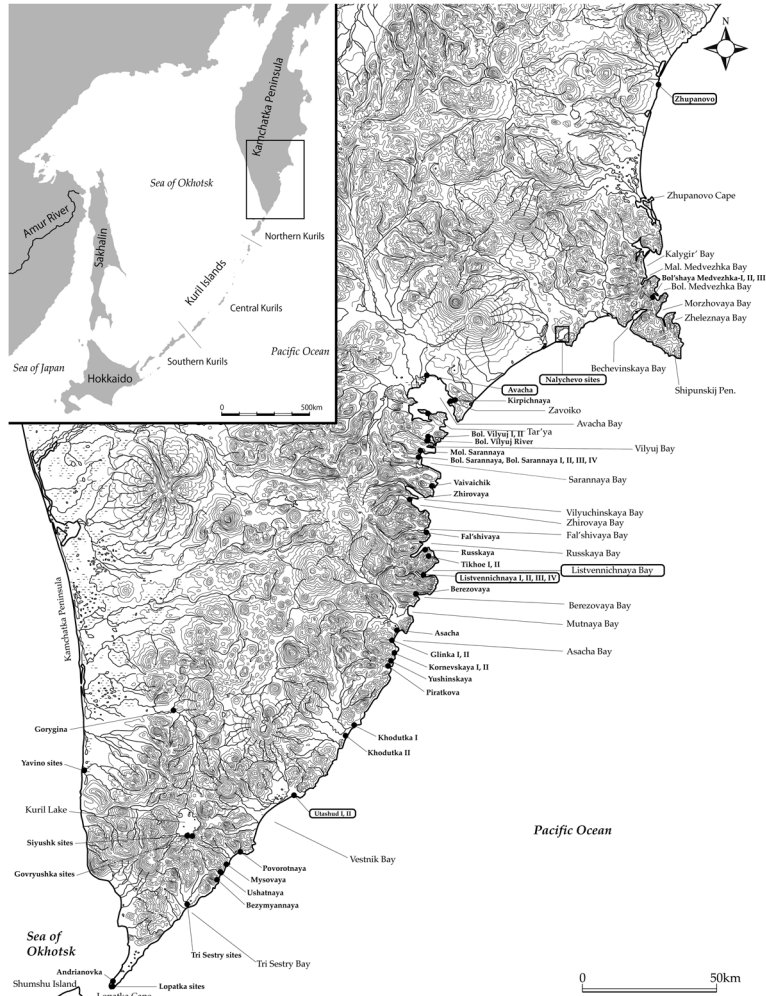 N
Kamchatka Peninsula
Sea of Okhotsk
Amur River
Sakhalin
Northern Kurils
Kuril Islands
Central Kurils
Southern Kurils
Pacific Ocean
Sea of Japan
Hokkaido
0
500km
Zhupanovo
Zhupanovo Cape
Kalygir' Bay
Mal. Medvezhka Bay
Bol'shaya Medvezhka-I, II, III
Bol. Medvezhka Bay
Morzhovaya Bay
Zheleznaya Bay
Bechevinskaya Bay
Nalychevo sites
Shipunskij Pen.
Avacha
Kirpichnaya
Zavoiko
Avacha Bay
Tar'ya
Bol. Vilyuj I, II
Bol. Vilyuj River
Vilyuj Bay
Mol. Sarannaya
Bol. Sarannaya, Bol. Sarannaya I, II, III, IV
Sarannaya Bay
Vaivaichik
Zhirovaya
Vilyuchinskaya Bay
Zhirovaya Bay
Fal'shivaya
Fal'shivaya Bay
Russkaya
Russkaya Bay
Tikhoe I, II
Listvennichnaya Bay
Listvennichnaya I, II, III, IV
Berezovaya
Berezovaya Bay
Mutnaya Bay
Asacha
Asacha Bay
Glinka I, II
Kornevskaya I, II
Yushinskaya
Piratkova
Kamchatka Peninsula
Gorygina
Khodutka I
Khodutka II
Yavino sites
Kuril Lake
Utashud I, II
Pacific Ocean
Siyushk sites
Vestnik Bay
Govryushka sites
Povorotnaya
Mysovaya
Ushatnaya
Bezymyannaya
Sea of
Okhotsk
Tri Sestry sites
Tri Sestry Bay
Andrianovka
Shumshu Island
Lopatka sites
Lopatka Cape
0
50km